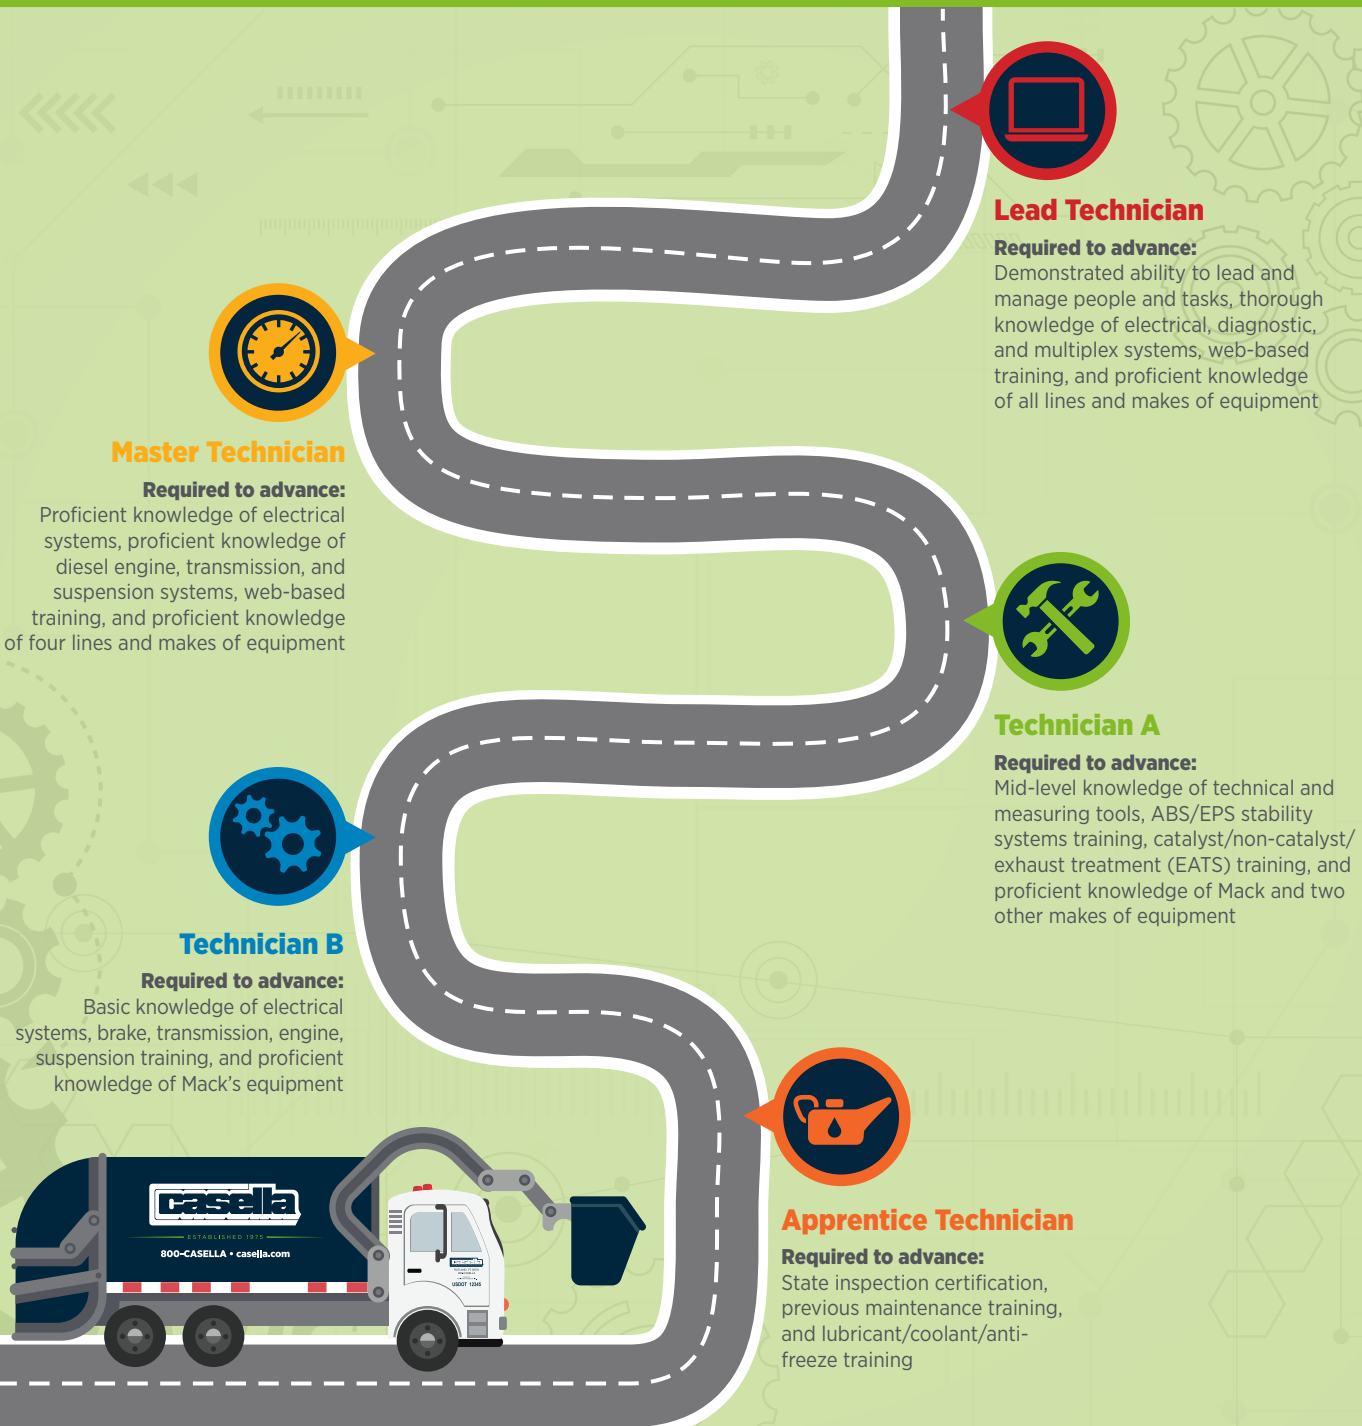 Lead Technician
Required to advance:
Demonstrated ability to lead and
manage people and tasks, thorough
knowledge of electrical, diagnostic,
and multiplex systems, web-based
training, and proficient knowledge
of all lines and makes of equipment
Master Technician
Required to advance:
Proficient knowledge of electrical
systems, proficient knowledge of
diesel engine, transmission, and
suspension systems, web-based
training, and proficient knowledge
of four lines and makes of equipment
Technician A
Required to advance:
Mid-level knowledge of technical and
measuring tools, ABS/EPS stability
systems training, catalyst/non-catalyst/
exhaust treatment (EATS) training, and
proficient knowledge of Mack and two
other makes of equipment
Technician B
Required to advance:
Basic knowledge of electrical
systems, brake, transmission, engine,
suspension training, and proficient
knowledge of Mack's equipment
Apprentice Technician
Required to advance:
State inspection certification,
previous maintenance training,
and lubricant/coolant/anti-
freeze training
casella
ESTABLISHED 1975
800-CASELLA • casella.com
casella
USDOT 12345